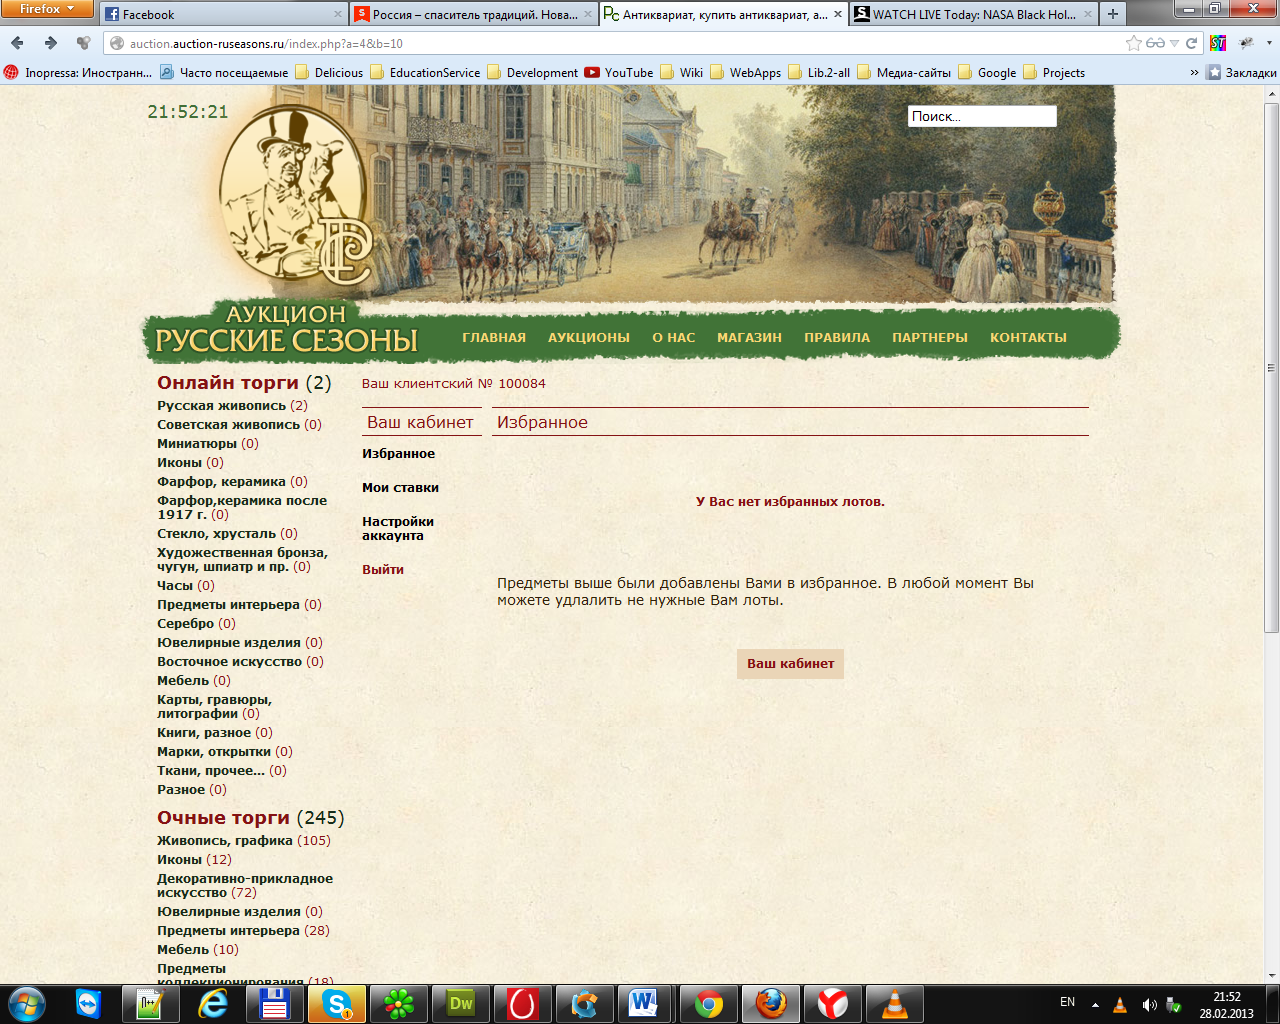 Firefox
Facebook
Россия – спаситель традиций. Нова...
Антиквариат, купить антиквариат, а...
WATCH LIVE Today: NASA Black Hol...
auction.auction-ruseasons.ru/index.php?a=4&b=10
Inopressa: Иностранн...
Часто посещаемые
Delicious
EducationService
Development
YouTube
Wiki
WebApps
Lib.2-all
Медиа-сайты
Google
Projects
Закладки
21:52:21
Поиск...
АУКЦИОН
РУССКИЕ СЕЗОНЫ
ГЛАВНАЯ АУКЦИОНЫ О НАС МАГАЗИН ПРАВИЛА ПАРТНЕРЫ КОНТАКТЫ
Онлайн торги (2)
Русская живопись (2)
Советская живопись (0)
Миниатюры (0)
Иконы (0)
Фарфор, керамика (0)
Фарфор,керамика после
1917 г. (0)
Стекло, хрусталь (0)
Художественная бронза,
чугун, шпиатр и пр. (0)
Часы (0)
Предметы интерьера (0)
Серебро (0)
Ювелирные изделия (0)
Восточное искусство (0)
Мебель (0)
Карты, гравюры,
литографии (0)
Книги, разное (0)
Марки, открытки (0)
Ткани, прочее... (0)
Разное (0)
Очные торги (245)
Живопись, графика (105)
Иконы (12)
Декоративно-прикладное
искусство (72)
Ювелирные изделия (0)
Предметы интерьера (28)
Мебель (10)
Предметы
коллекционирования (18)
Ваш клиентский № 100084
Ваш кабинет
Избранное
Мои ставки
Настройки
аккаунта
Выйти
Избранное
У Вас нет избранных лотов.
Предметы выше были добавлены Вами в избранное. В любой момент Вы
можете удлалить не нужные Вам лоты.
Ваш кабинет
EN
21:52
28.02.2013